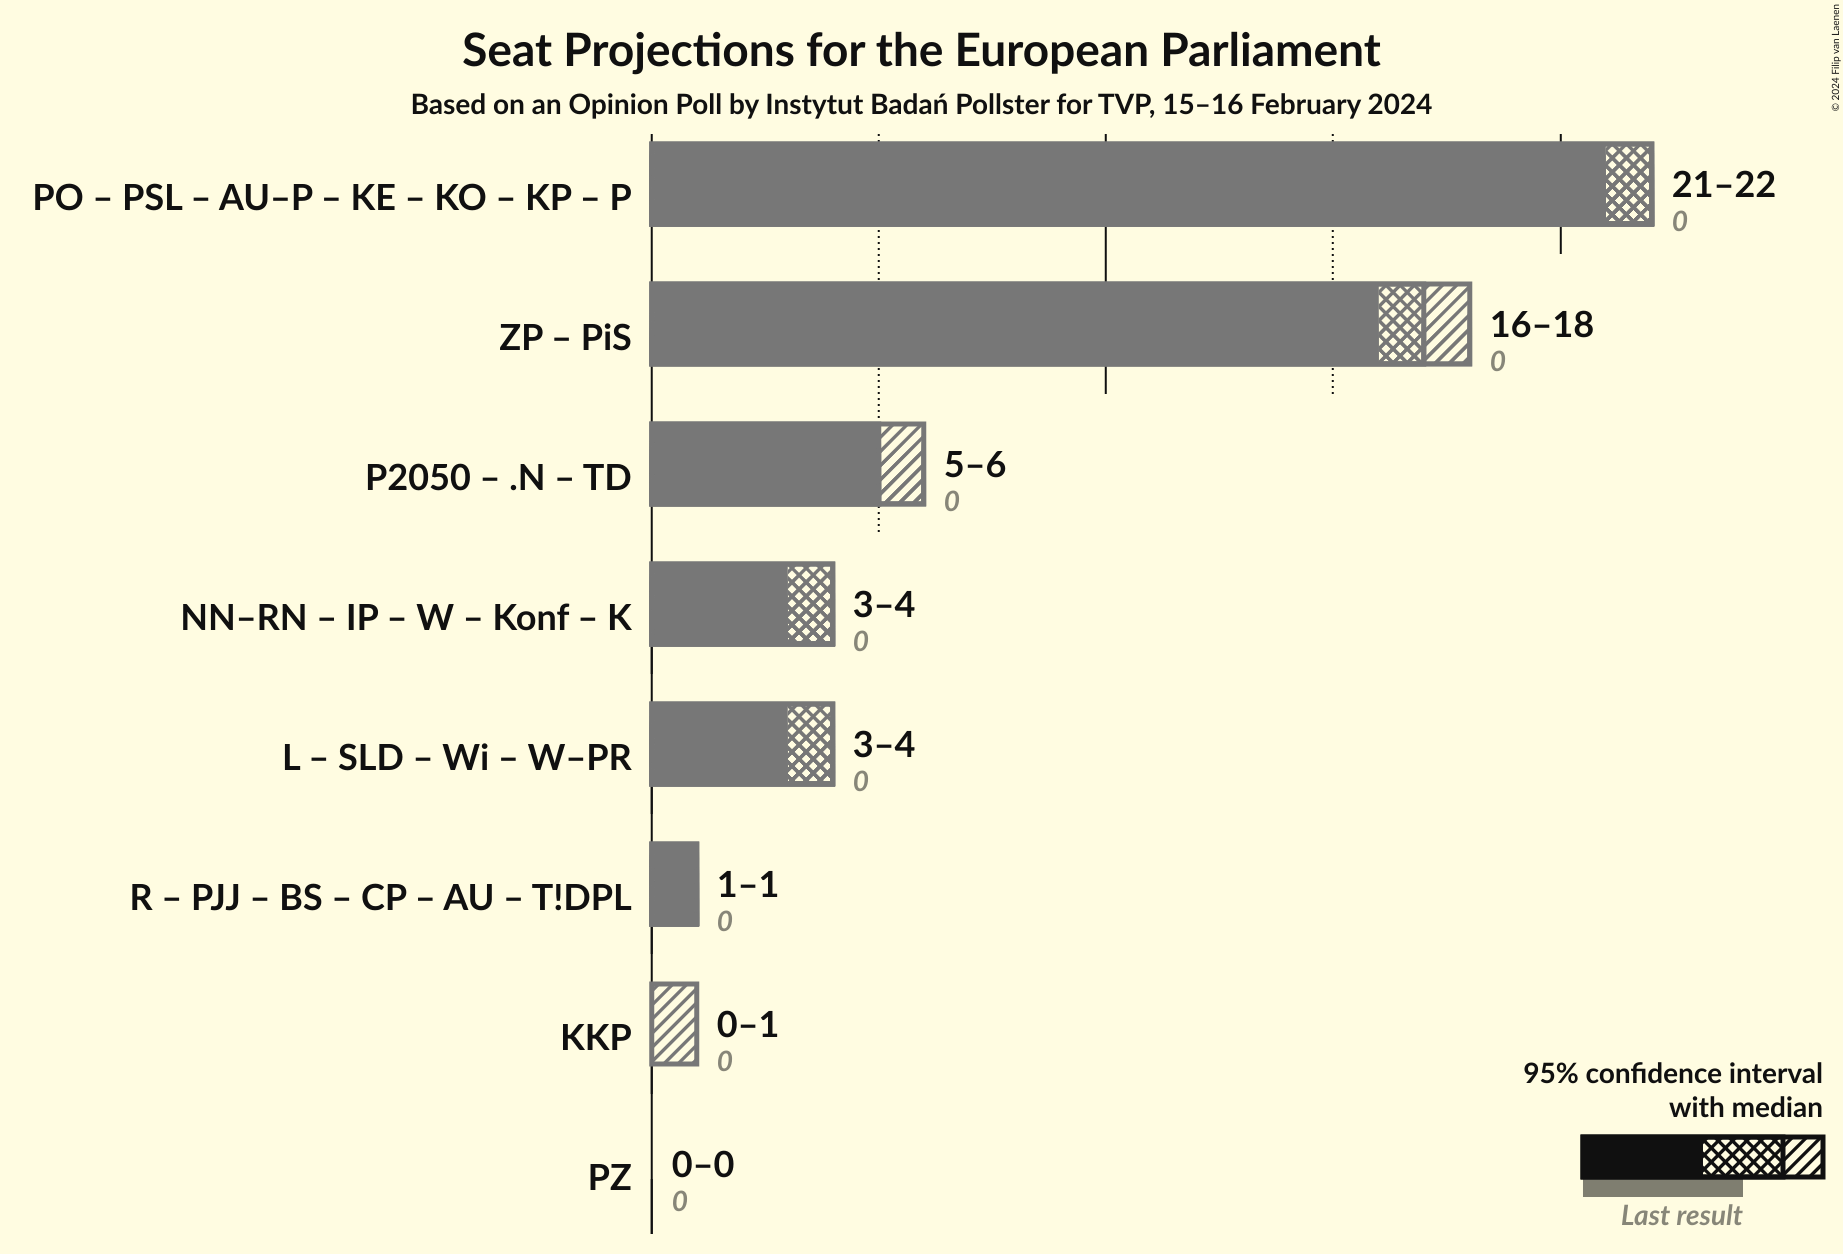 Seat Projections for the European Parliament
Based on an Opinion Poll by Instytut Badań Pollster for TVP, 15–16 February 2024
© 2024 Filip van Laenen
PO – PSL – AU–P – KE – KO – KP – P
21–22
0
ZP – PiS
16–18
0
P2050 – .N – TD
5–6
0
NN–RN – IP – W – Konf – K
3–4
0
L – SLD – Wi – W–PR
3–4
0
R – PJJ – BS – CP – AU – T!DPL
1–1
0
KKP
0–1
0
PZ
0–0
0
95% confidence interval
with median
Last result